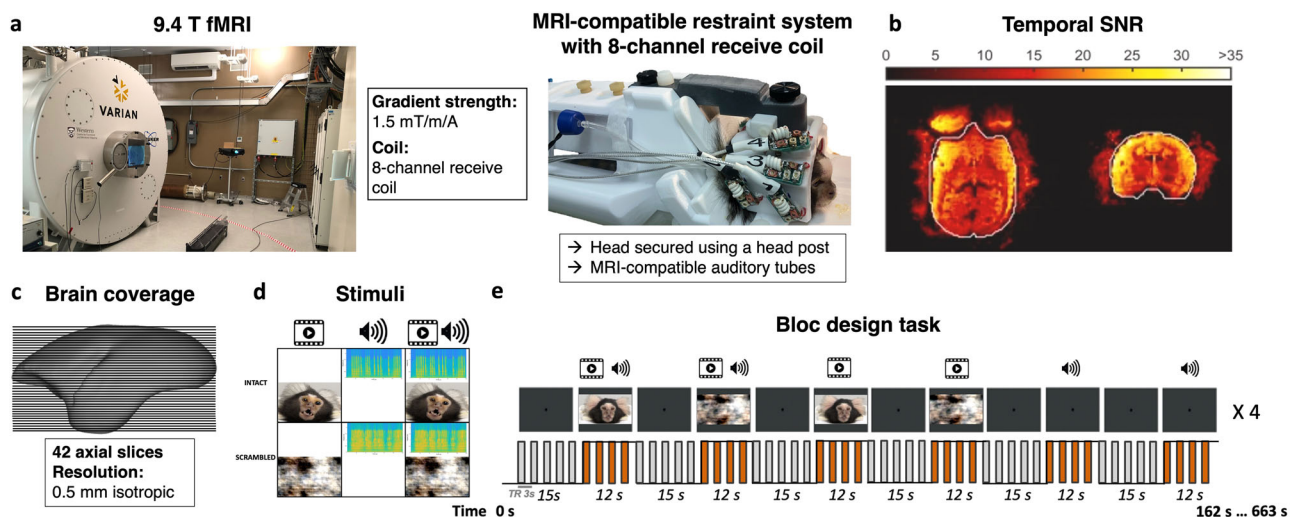 a
9.4 T fMRI
VARIAN
Western
Gradient strength:
1.5 mT/m/A
Coil:
8-channel receive
coil
MRI-compatible restraint system
with 8-channel receive coil
4
3
→ Head secured using a head post
→ MRI-compatible auditory tubes
b
Temporal SNR
0 5 10 15 20 25 30 >35
c
Brain coverage
42 axial slices
Resolution:
0.5 mm isotropic
d
Stimuli
INTACT
SCRAMBLED
e
Bloc design task
X 4
TR 3s
15s 12 s 15 s 12 s 15 s 12 s 15 s 12 s 15 s 12 s 15 s 12 s
Time 0 s
162 s ... 663 s